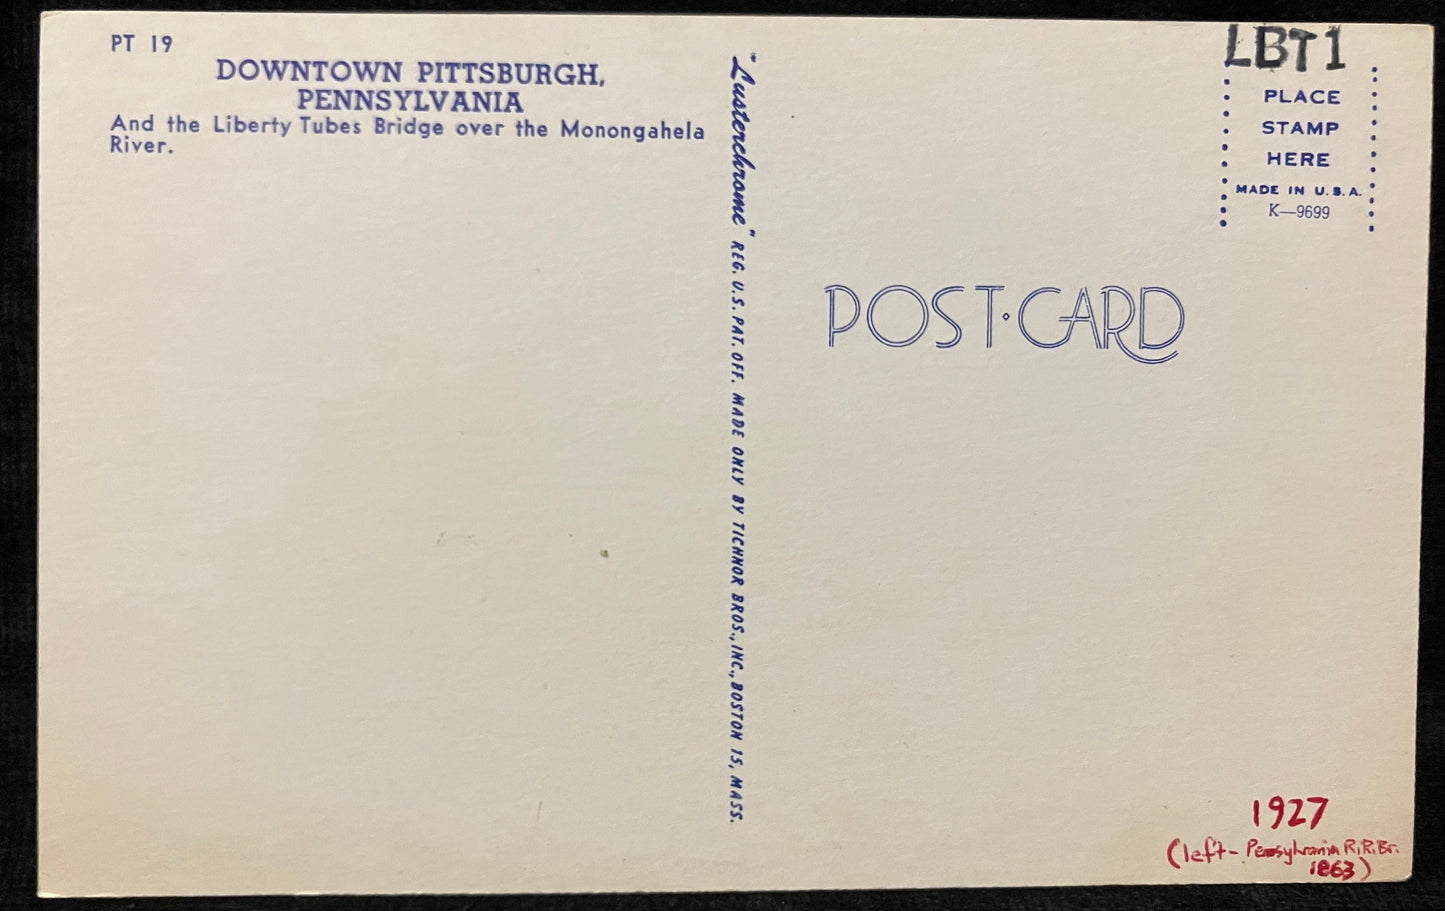 PT 19
DOWNTOWN PITTSBURGH,
PENNSYLVANIA
And the Liberty Tubes Bridge over the Monongahela
River.
"Lusterchrome" REG. U.S. PAT. OFF. MADE ONLY BY TICHNOR BROS., INC., BOSTON 15, MASS.
LBT1
PLACE
STAMP
HERE
MADE IN U.S.A.
K—9699
POST·CARD
1927
(left- Pennsylvania R.R.Br.
1863)